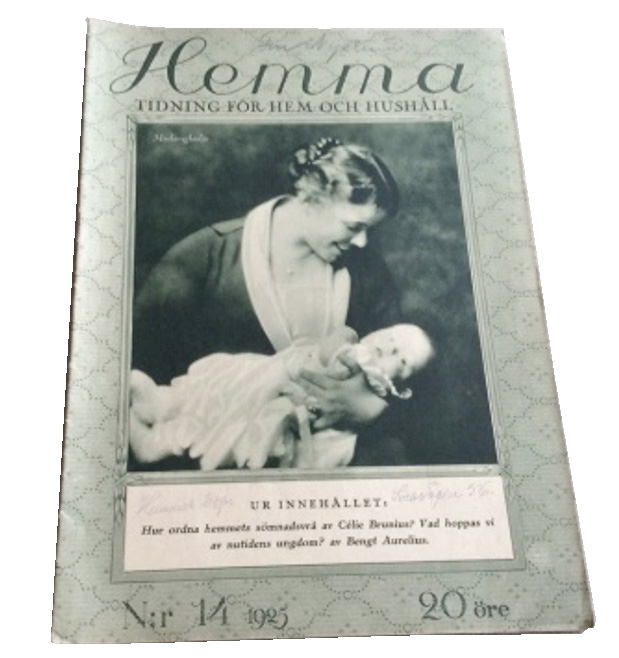 Hemma
TIDNING FÖR HEM OCH HUSHÅLL
UR INNEHÅLLET:
Hur ordna hemmets sömnadsvrå av Célie Brunius? Vad hoppas vi
av nutidens ungdom? av Bengt Aurelius.
N:r 14 1925 20 öre